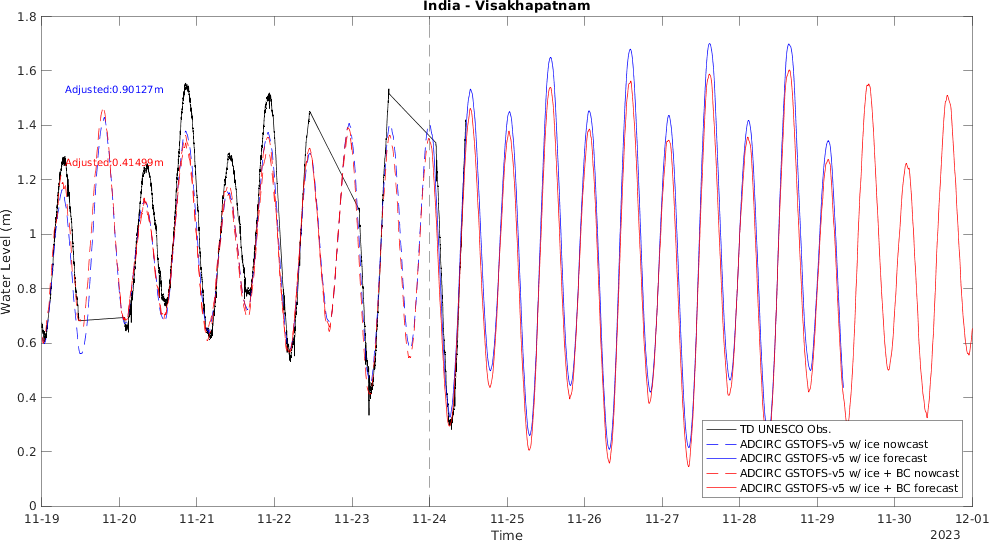 India - Visakhapatnam
1.8
1.6
1.4
1.2
1
0.8
0.6
0.4
0.2
0
Water Level (m)
Adjusted:0.90127m
Adjusted:0.41499m
TD UNESCO Obs.
ADCIRC GSTOFS-v5 w/ ice nowcast
ADCIRC GSTOFS-v5 w/ ice forecast
ADCIRC GSTOFS-v5 w/ ice + BC nowcast
ADCIRC GSTOFS-v5 w/ ice + BC forecast
11-19 11-20 11-21 11-22 11-23 11-24 11-25 11-26 11-27 11-28 11-29 11-30 12-01
Time
2023